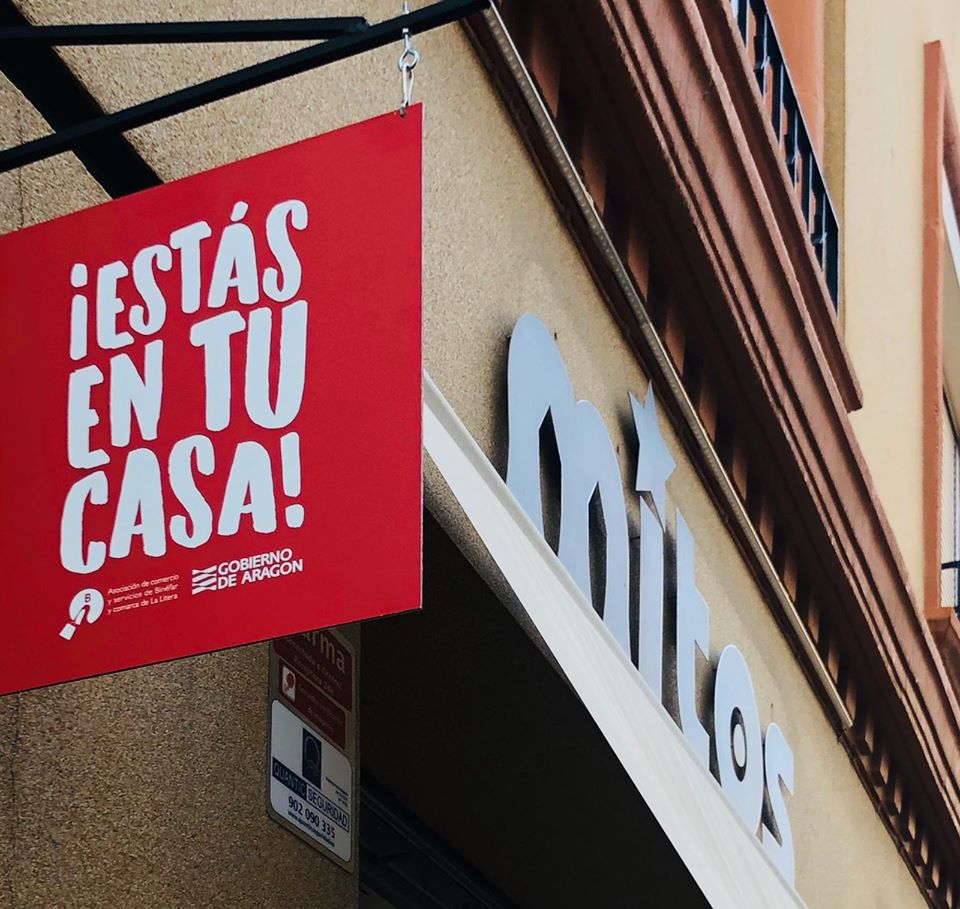 ¡ESTÁS
EN TU
CASA!
B
Asociación de comercio
y servicios de Binéfar
y comarca de La Litera
GOBIERNO
DE ARAGON
mitos
QUANTIC SEGURIDAD
902 090 335